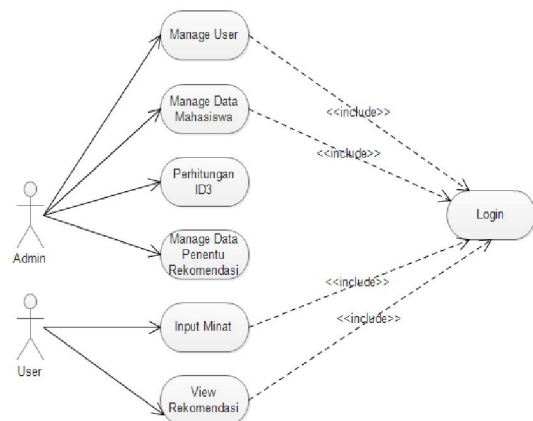 Manage User
<<include>>
Manage Data
Mahasiswa
<<include>>
Perhitungan
ID3
Login
Admin
Manage Data
Penentu
Rekomendasi
<<include>>
Input Minat
<<include>>
User
View
Rekomendasi